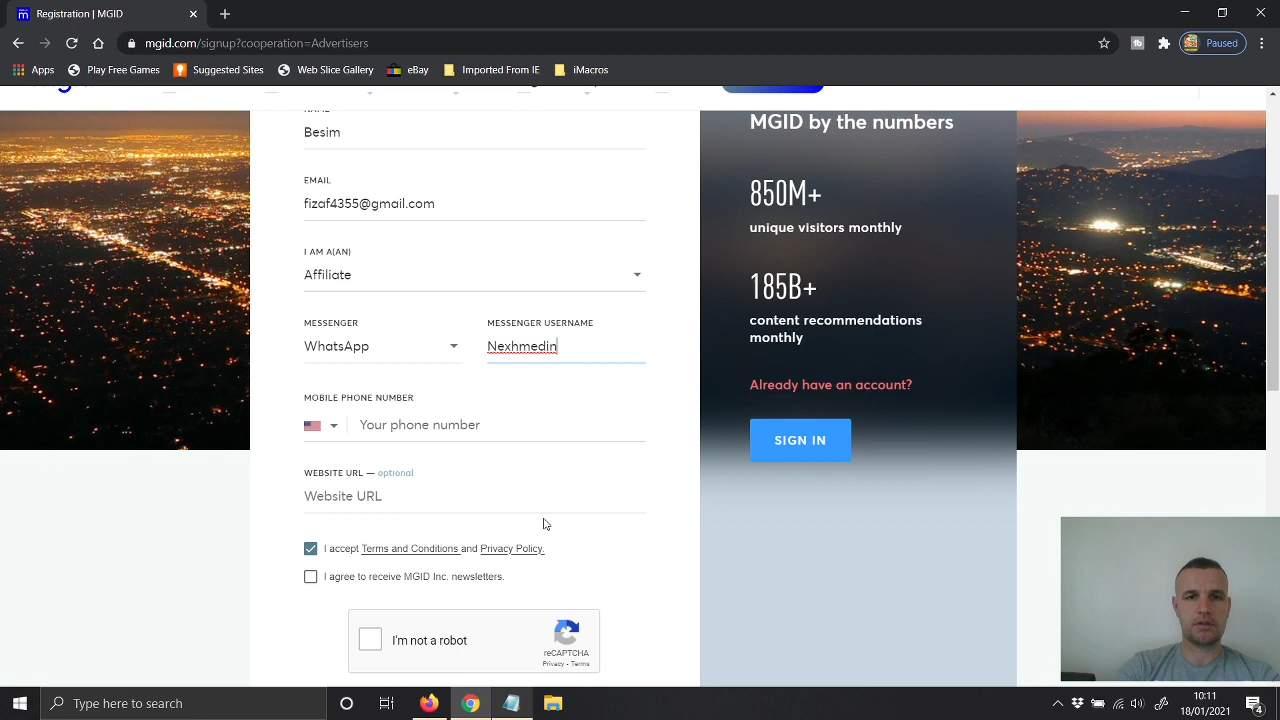 Registration | MGID
mgid.com/signup?cooperation=Advertisers
Paused
Apps
Play Free Games
Suggested Sites
Web Slice Gallery
eBay
Imported From IE
iMacros
NAME
Besim
EMAIL
fizaf4355@gmail.com
I AM A(AN)
Affiliate
MESSENGER
MESSENGER USERNAME
WhatsApp
Nexhmedin
MOBILE PHONE NUMBER
Your phone number
WEBSITE URL — optional
Website URL
I accept Terms and Conditions and Privacy Policy.
I agree to receive MGID Inc. newsletters.
I'm not a robot
reCAPTCHA
Privacy • Terms
MGID by the numbers
850M+
unique visitors monthly
185B+
content recommendations
monthly
Already have an account?
SIGN IN
Type here to search
10:11
18/01/2021
4